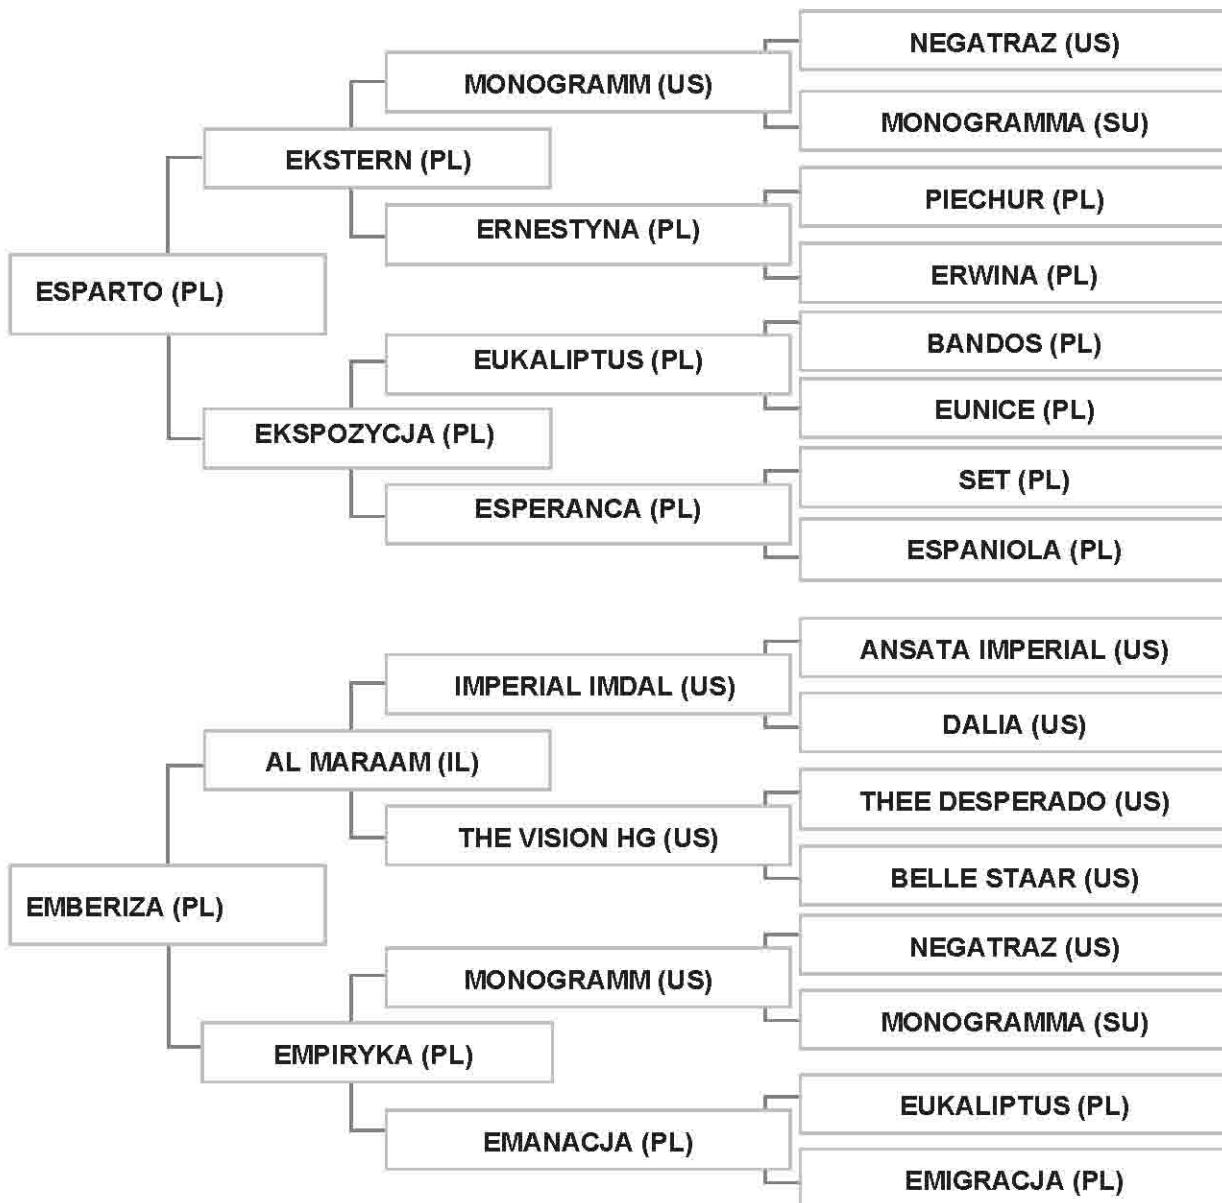 NEGATRAZ (US)
MONOGRAMM (US)
MONOGRAMMA (SU)
EKSTERN (PL)
PIECHUR (PL)
ERNESTYNA (PL)
ERWINA (PL)
ESPARTO (PL)
BANDOS (PL)
EUKALIPTUS (PL)
EUNICE (PL)
EKSPOZYCJA (PL)
SET (PL)
ESPERANCA (PL)
ESPANIOLA (PL)
ANSATA IMPERIAL (US)
IMPERIAL IMDAL (US)
DALIA (US)
AL MARAAM (IL)
THEE DESPERADO (US)
THE VISION HG (US)
BELLE STAAR (US)
EMBERIZA (PL)
NEGATRAZ (US)
MONOGRAMM (US)
MONOGRAMMA (SU)
EMPIRYKA (PL)
EUKALIPTUS (PL)
EMANACJA (PL)
EMIGRACJA (PL)